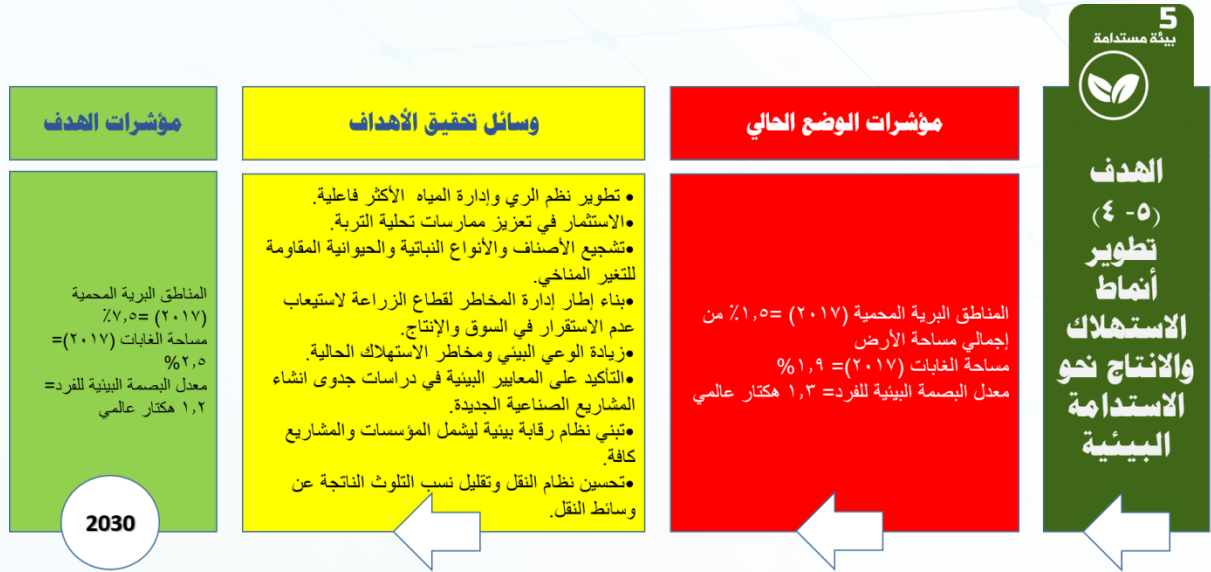 5
بيئة مستدامة
الهدف
(٥- ٤)
تطوير
أنماط
الاستهلاك
والانتاج نحو
الاستدامة
البيئية
مؤشرات الوضع الحالي
المناطق البرية المحمية (٢٠١٧) =١,٥٪ من
إجمالي مساحة الأرض
مساحة الغابات (٢٠١٧)= ١,٩%
معدل البصمة البيئية للفرد= ١,٣ هكتار عالمي
وسائل تحقيق الأهداف
• تطوير نظم الري وإدارة المياه الأكثر فاعلية.
•الاستثمار في تعزيز ممارسات تحلية التربة.
•تشجيع الأصناف والأنواع النباتية والحيوانية المقاومة
للتغير المناخي.
•بناء إطار إدارة المخاطر لقطاع الزراعة لاستيعاب
عدم الاستقرار في السوق والإنتاج.
•زيادة الوعي البيئي ومخاطر الاستهلاك الحالية.
•التأكيد على المعايير البيئية في دراسات جدوى انشاء
المشاريع الصناعية الجديدة.
•تبني نظام رقابة بيئية ليشمل المؤسسات والمشاريع
كافة.
•تحسين نظام النقل وتقليل نسب التلوث الناتجة عن
وسائط النقل.
مؤشرات الهدف
المناطق البرية المحمية
(٢٠١٧) =٧,٥٪
مساحة الغابات (٢٠١٧)=
٢,٥%
معدل البصمة البيئية للفرد=
١,٢ هكتار عالمي
2030